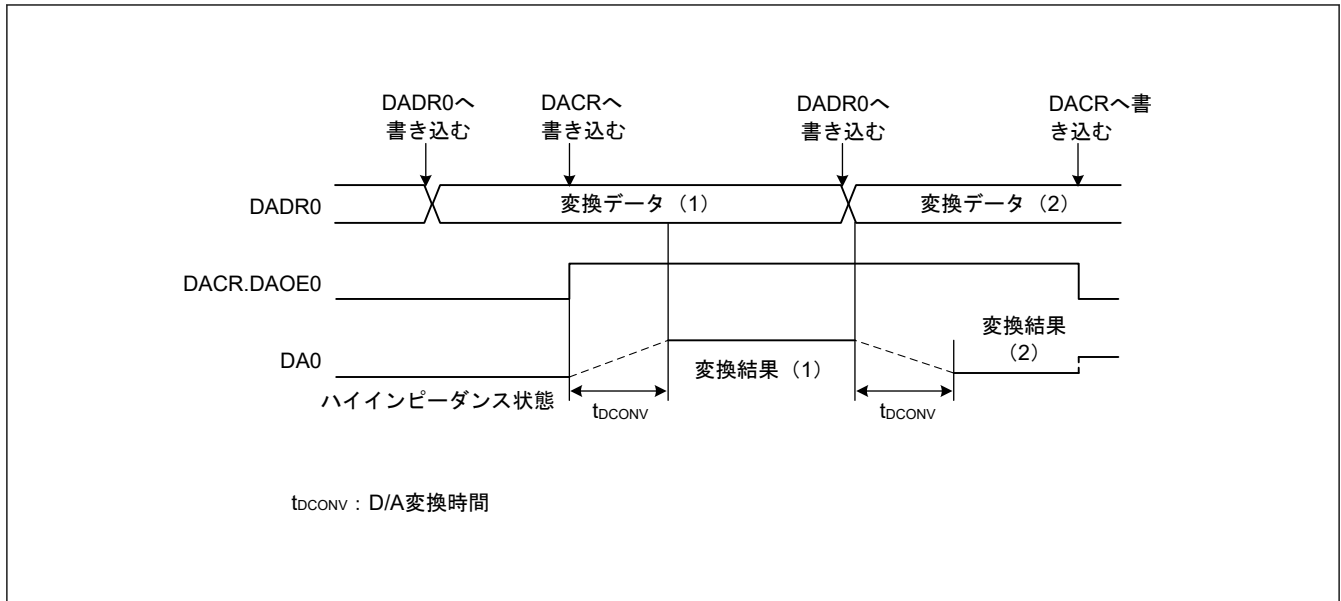 DADR0へ
書き込む
DACRへ
書き込む
DADR0へ
書き込む
DACRへ書
き込む
DADR0
変換データ（1）
変換データ（2）
DACR.DAOE0
DA0
変換結果（1）
変換結果
（2）
ハイインピーダンス状態
tDCONV
tDCONV
tDCONV：D/A変換時間